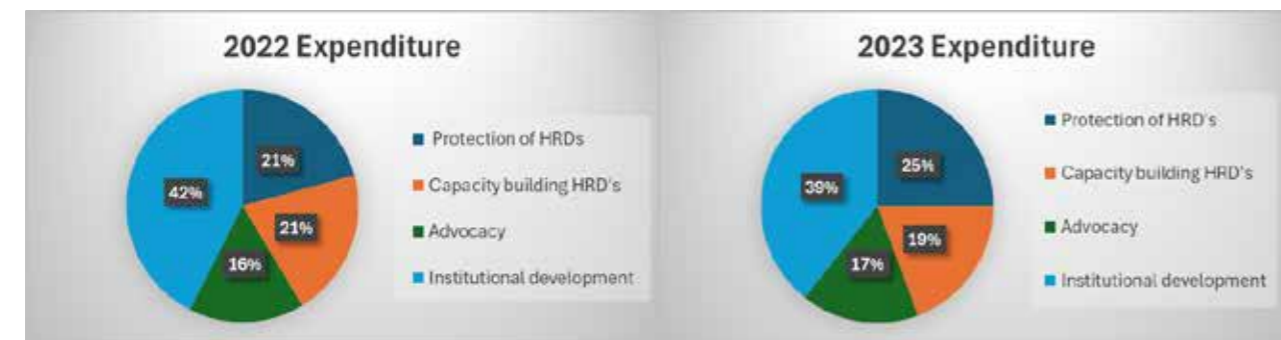 2022 Expenditure
21%
21%
16%
42%
Protection of HRDs
Capacity building HRD's
Advocacy
Institutional development
2023 Expenditure
25%
19%
17%
39%
Protection of HRD's
Capacity building HRD's
Advocacy
Institutional development